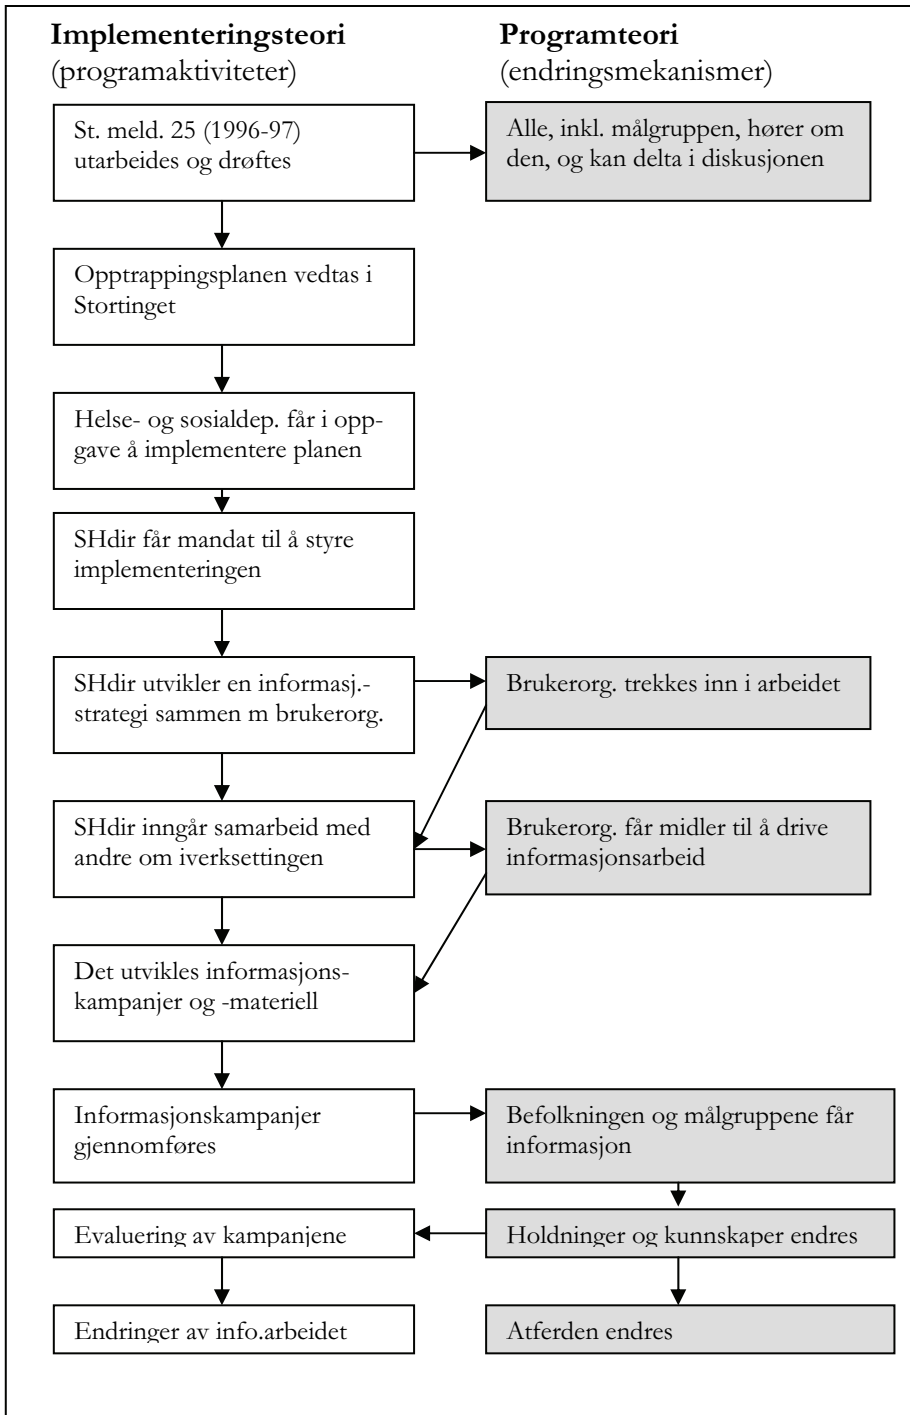 Implementeringsteori
(programaktiviteter)
Programteori
(endringsmekanismer)
St. meld. 25 (1996-97)
utarbeides og drøftes
Alle, inkl. målgruppen, hører om
den, og kan delta i diskusjonen
Opptrappingsplanen vedtas i
Stortinget
Helse- og sosialdep. får i opp-
gave å implementere planen
SHdir får mandat til å styre
implementeringen
SHdir utvikler en informasj.-
strategi sammen m brukerorg.
Brukerorg. trekkes inn i arbeidet
SHdir inngår samarbeid med
andre om iverksettingen
Brukerorg. får midler til å drive
informasjonsarbeid
Det utvikles informasjons-
kampanjer og -materiell
Informasjonskampanjer
gjennomføres
Befolkningen og målgruppene får
informasjon
Evaluering av kampanjene
Holdninger og kunnskaper endres
Endringer av info.arbeidet
Atferden endres